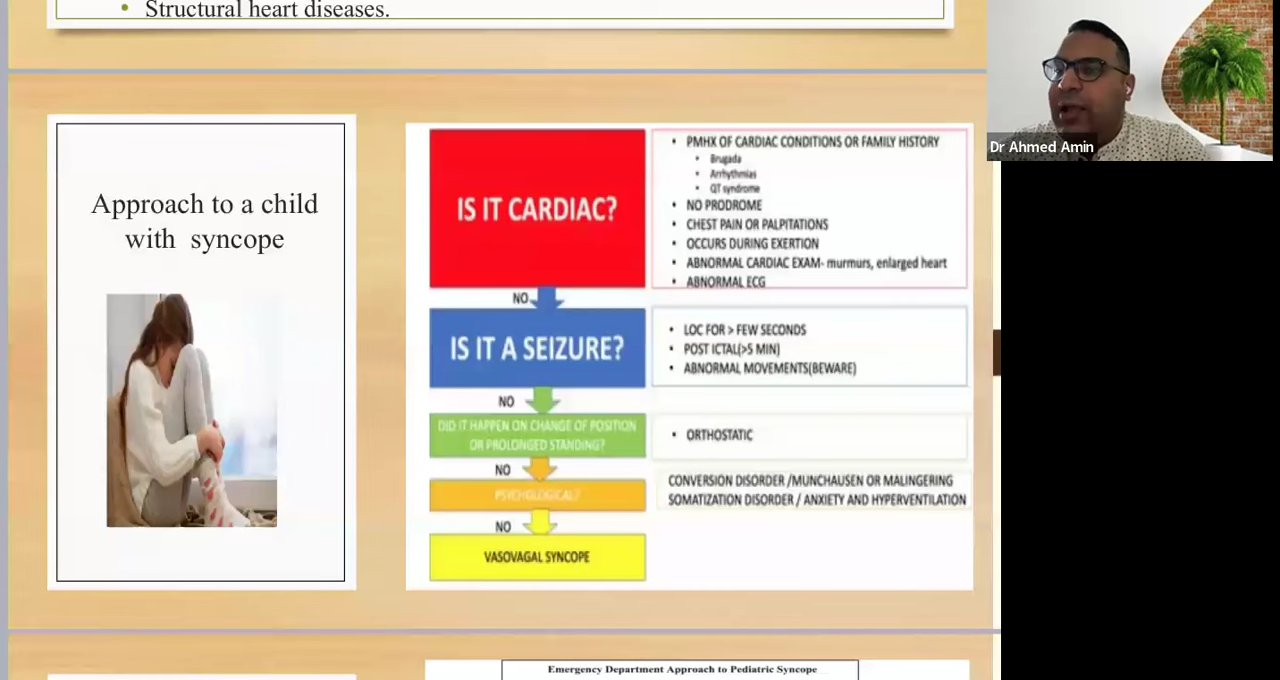 • Structural heart diseases.
Dr Ahmed Amin
Approach to a child
with syncope
IS IT CARDIAC?
• PMHX OF CARDIAC CONDITIONS OR FAMILY HISTORY
• Brugada
• Arrhythmias
• QT syndrome
• NO PRODROME
• CHEST PAIN OR PALPITATIONS
• OCCURS DURING EXERTION
• ABNORMAL CARDIAC EXAM- murmurs, enlarged heart
• ABNORMAL ECG
NO
IS IT A SEIZURE?
• LOC FOR > FEW SECONDS
• POST ICTAL(>5 MIN)
• ABNORMAL MOVEMENTS(BEWARE)
NO
DID IT HAPPEN ON CHANGE OF POSITION
OR PROLONGED STANDING?
• ORTHOSTATIC
NO
PSYCHOLOGICAL?
CONVERSION DISORDER /MUNCHAUSEN OR MALINGERING
SOMATIZATION DISORDER / ANXIETY AND HYPERVENTILATION
NO
VASOVAGAL SYNCOPE
Emergency Department Approach to Pediatric Syncope